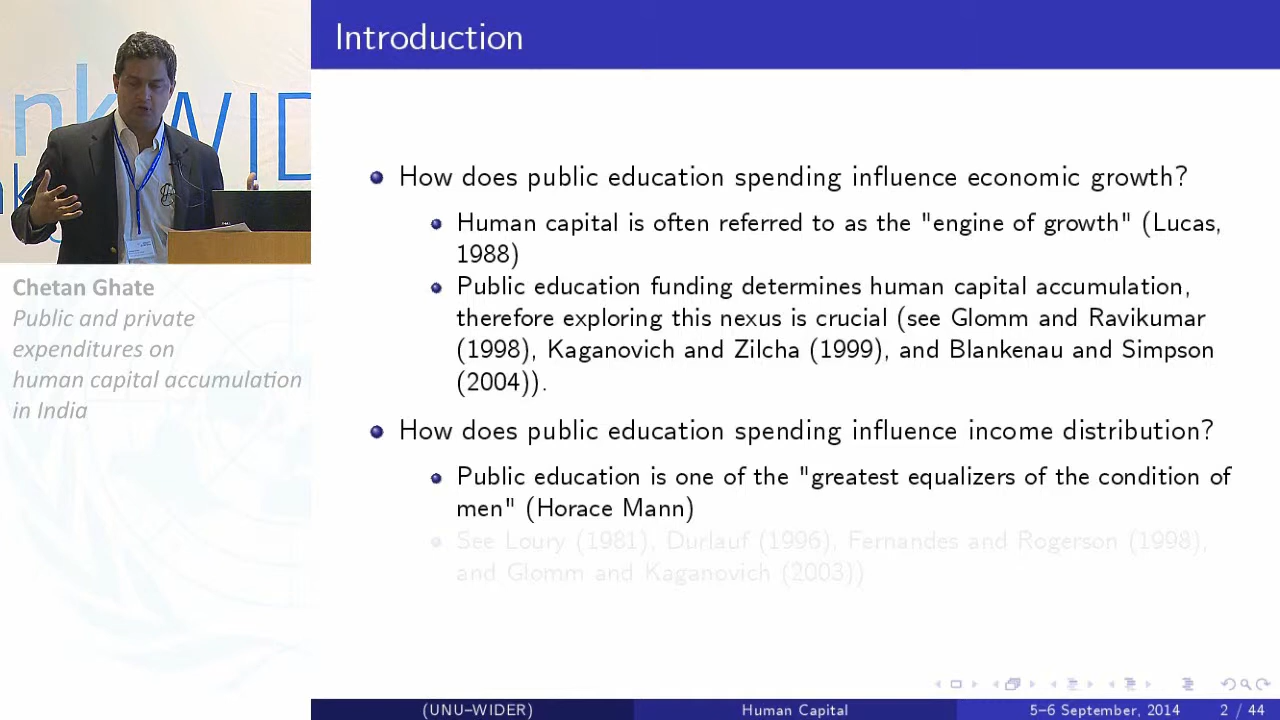 Introduction
nk WIDER
Chetan Ghate
Public and private
expenditures on
human capital accumulation
in India
How does public education spending influence economic growth?
Human capital is often referred to as the "engine of growth" (Lucas,
1988)
Public education funding determines human capital accumulation,
therefore exploring this nexus is crucial (see Glomm and Ravikumar
(1998), Kaganovich and Zilcha (1999), and Blankenau and Simpson
(2004)).
How does public education spending influence income distribution?
Public education is one of the "greatest equalizers of the condition of
men" (Horace Mann)
See Loury (1981), Durlauf (1996), Fernandes and Rogerson (1998),
and Glomm and Kaganovich (2003))
(UNU–WIDER) Human Capital 5–6 September, 2014 2 / 44